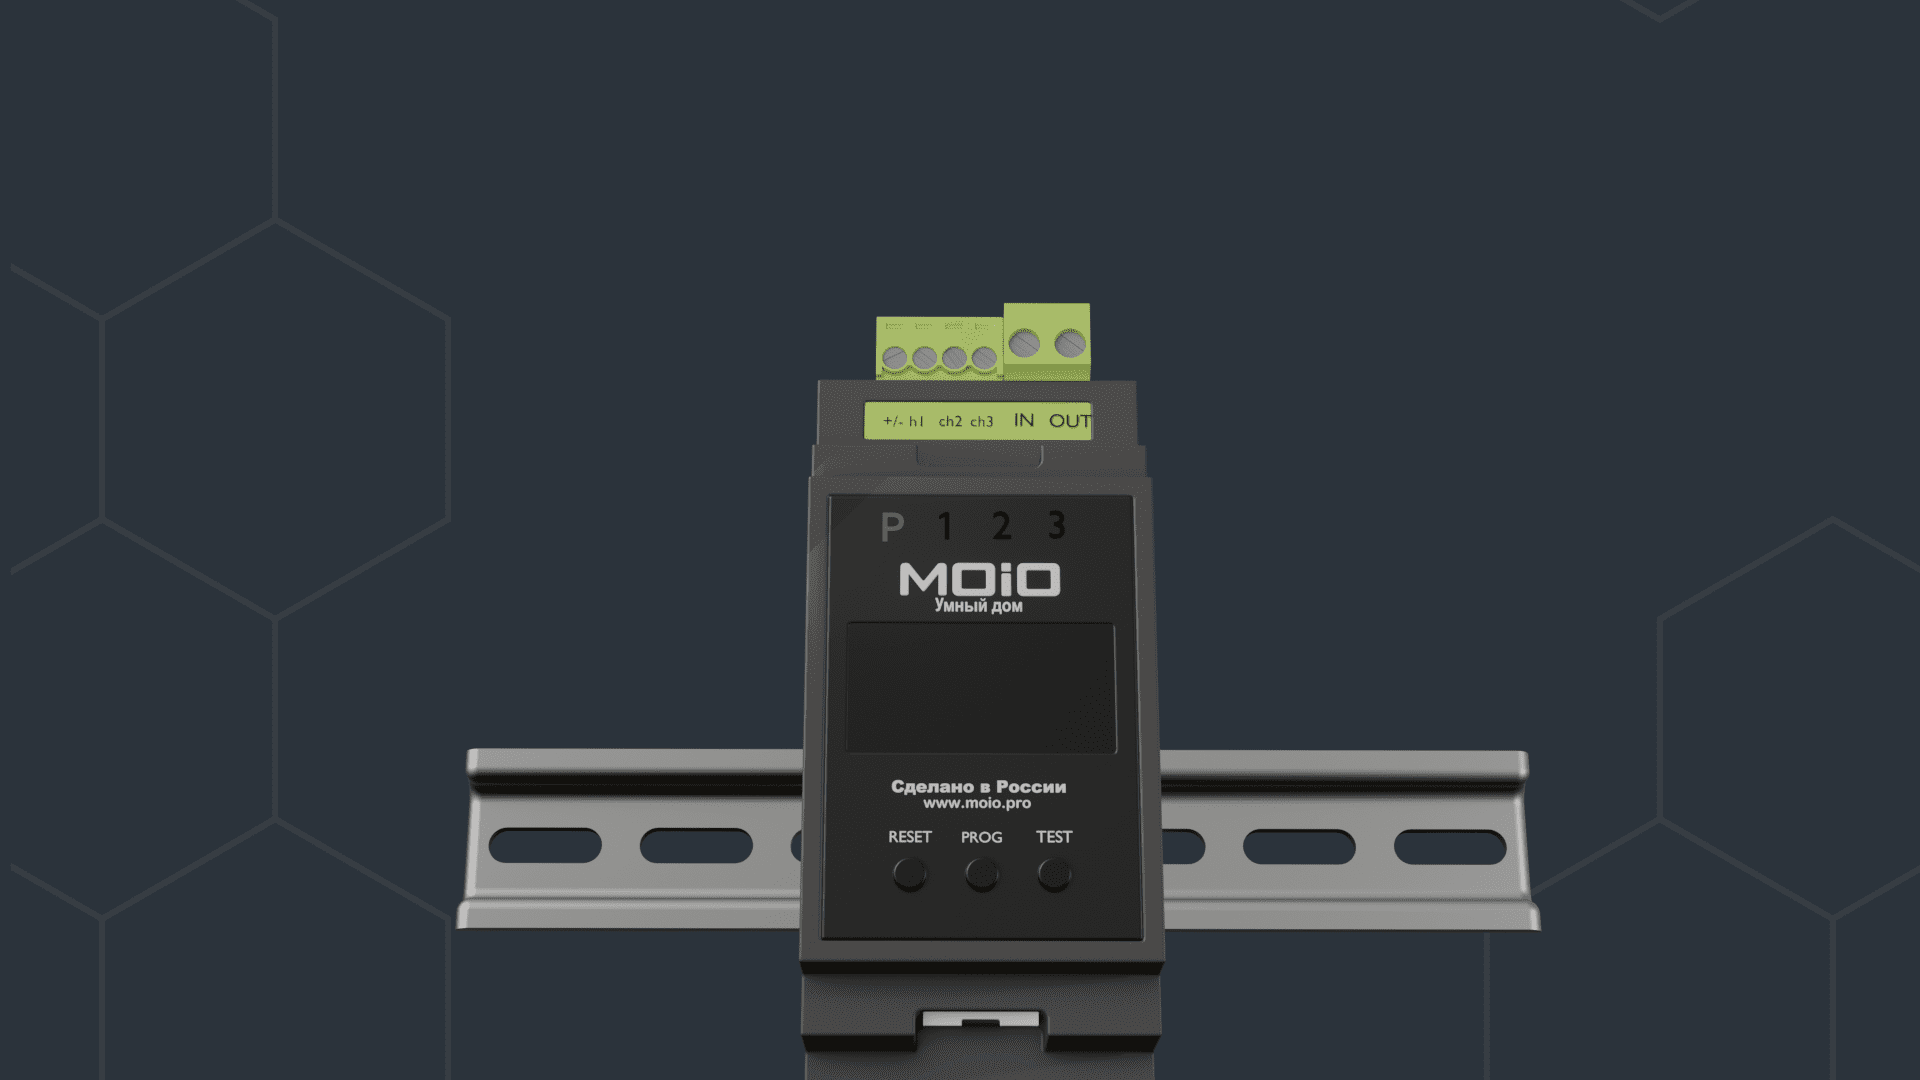 +/- h1 ch2 ch3 IN OUT
P 1 2 3
MOiO
Умный дом
Сделано в России
www.moio.pro
RESET PROG TEST